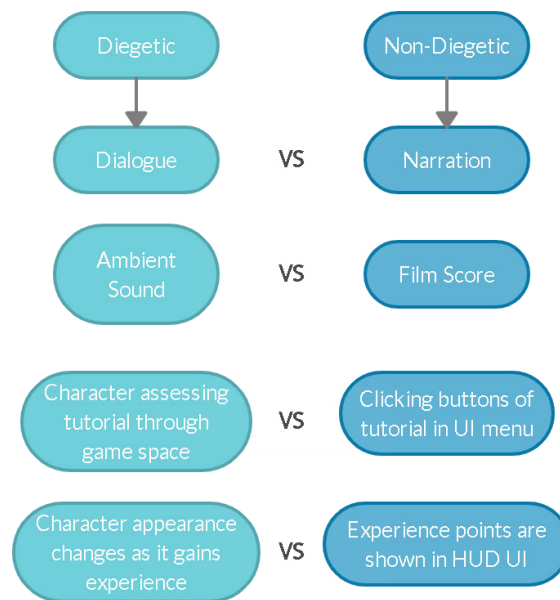 Diegetic
Non-Diegetic
Dialogue
VS
Narration
Ambient
Sound
VS
Film Score
Character assessing
tutorial through
game space
VS
Clicking buttons of
tutorial in UI menu
Character appearance
changes as it gains
experience
VS
Experience points are
shown in HUD UI